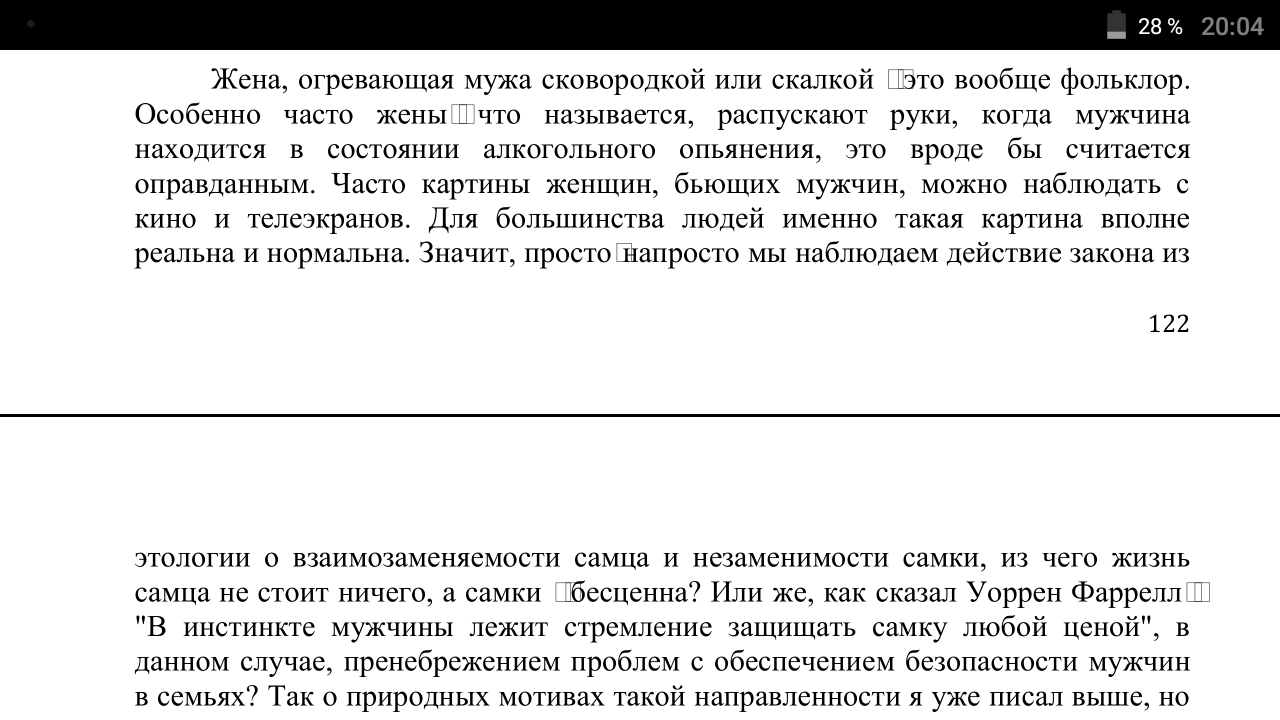 28 % 20:04
Жена, огревающая мужа сковородкой или скалкой это вообще фольклор.
Особенно часто жены что называется, распускают руки, когда мужчина
находится в состоянии алкогольного опьянения, это вроде бы считается
оправданным. Часто картины женщин, бьющих мужчин, можно наблюдать с
кино и телеэкранов. Для большинства людей именно такая картина вполне
реальна и нормальна. Значит, просто напросто мы наблюдаем действие закона из
122
этологии о взаимозаменяемости самца и незаменимости самки, из чего жизнь
самца не стоит ничего, а самки бесценна? Или же, как сказал Уоррен Фаррелл
"В инстинкте мужчины лежит стремление защищать самку любой ценой", в
данном случае, пренебрежением проблем с обеспечением безопасности мужчин
в семьях? Так о природных мотивах такой направленности я уже писал выше, но